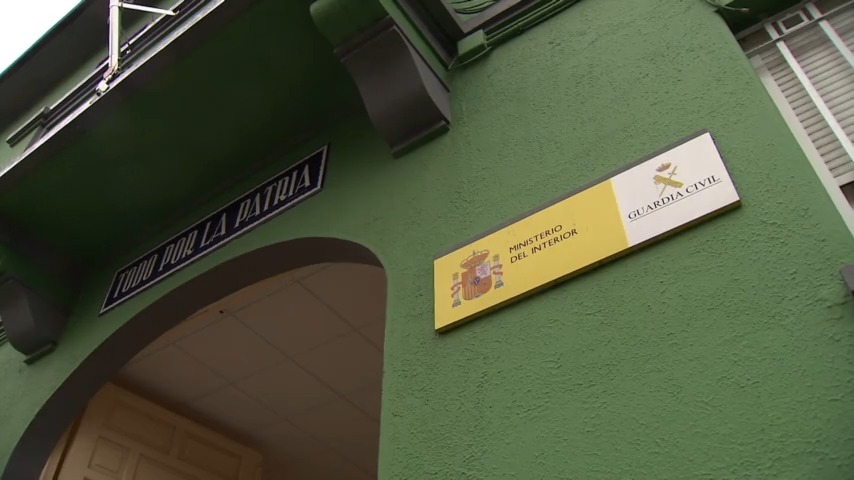 TODO POR LA PATRIA
MINISTERIO
DEL INTERIOR
GUARDIA CIVIL